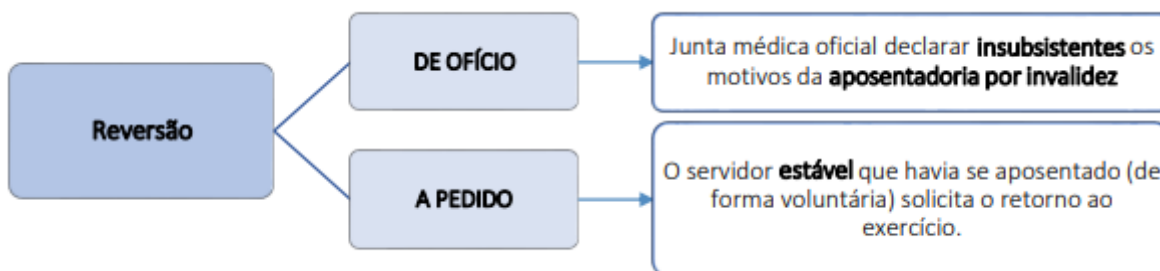 Reversão
DE OFÍCIO
Junta médica oficial declarar insubsistentes os
motivos da aposentadoria por invalidez
A PEDIDO
O servidor estável que havia se aposentado (de
forma voluntária) solicita o retorno ao
exercício.